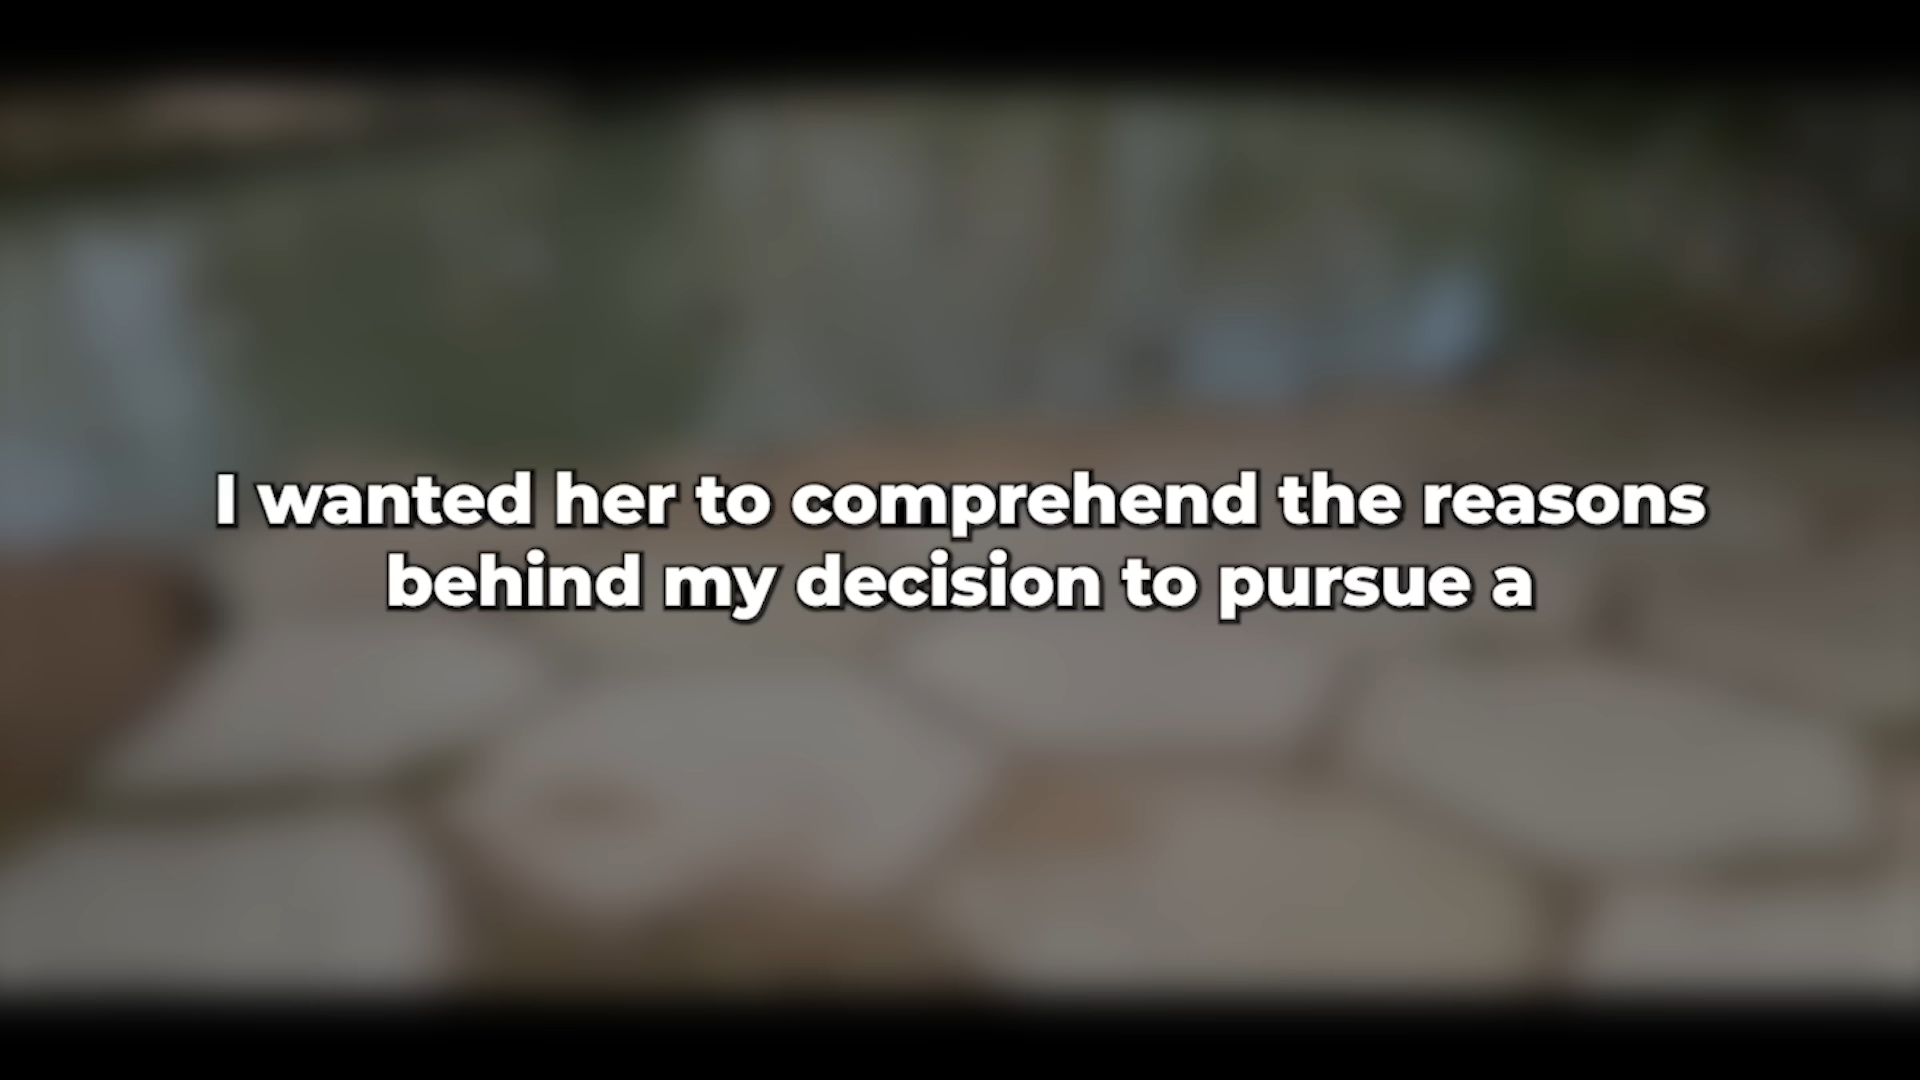 I wanted her to comprehend the reasons
behind my decision to pursue a